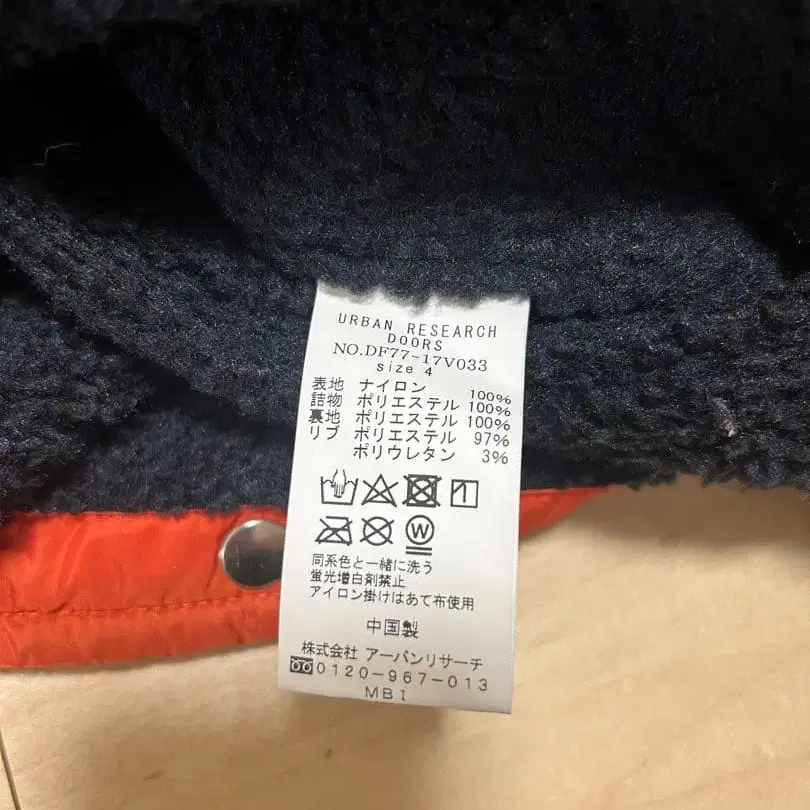 URBAN RESEARCH
DOORS
NO.DF77-17V033
size 4
表地 ナイロン 100%
詰物 ポリエステル 100%
裏地 ポリエステル 100%
リブ ポリエステル 97%
ポリウレタン 3%
W
同系色と一緒に洗う
蛍光増白剤禁止
アイロン掛けはあて布使用
中国製
株式会社 アーバンリサーチ
0120-967-013
MBI